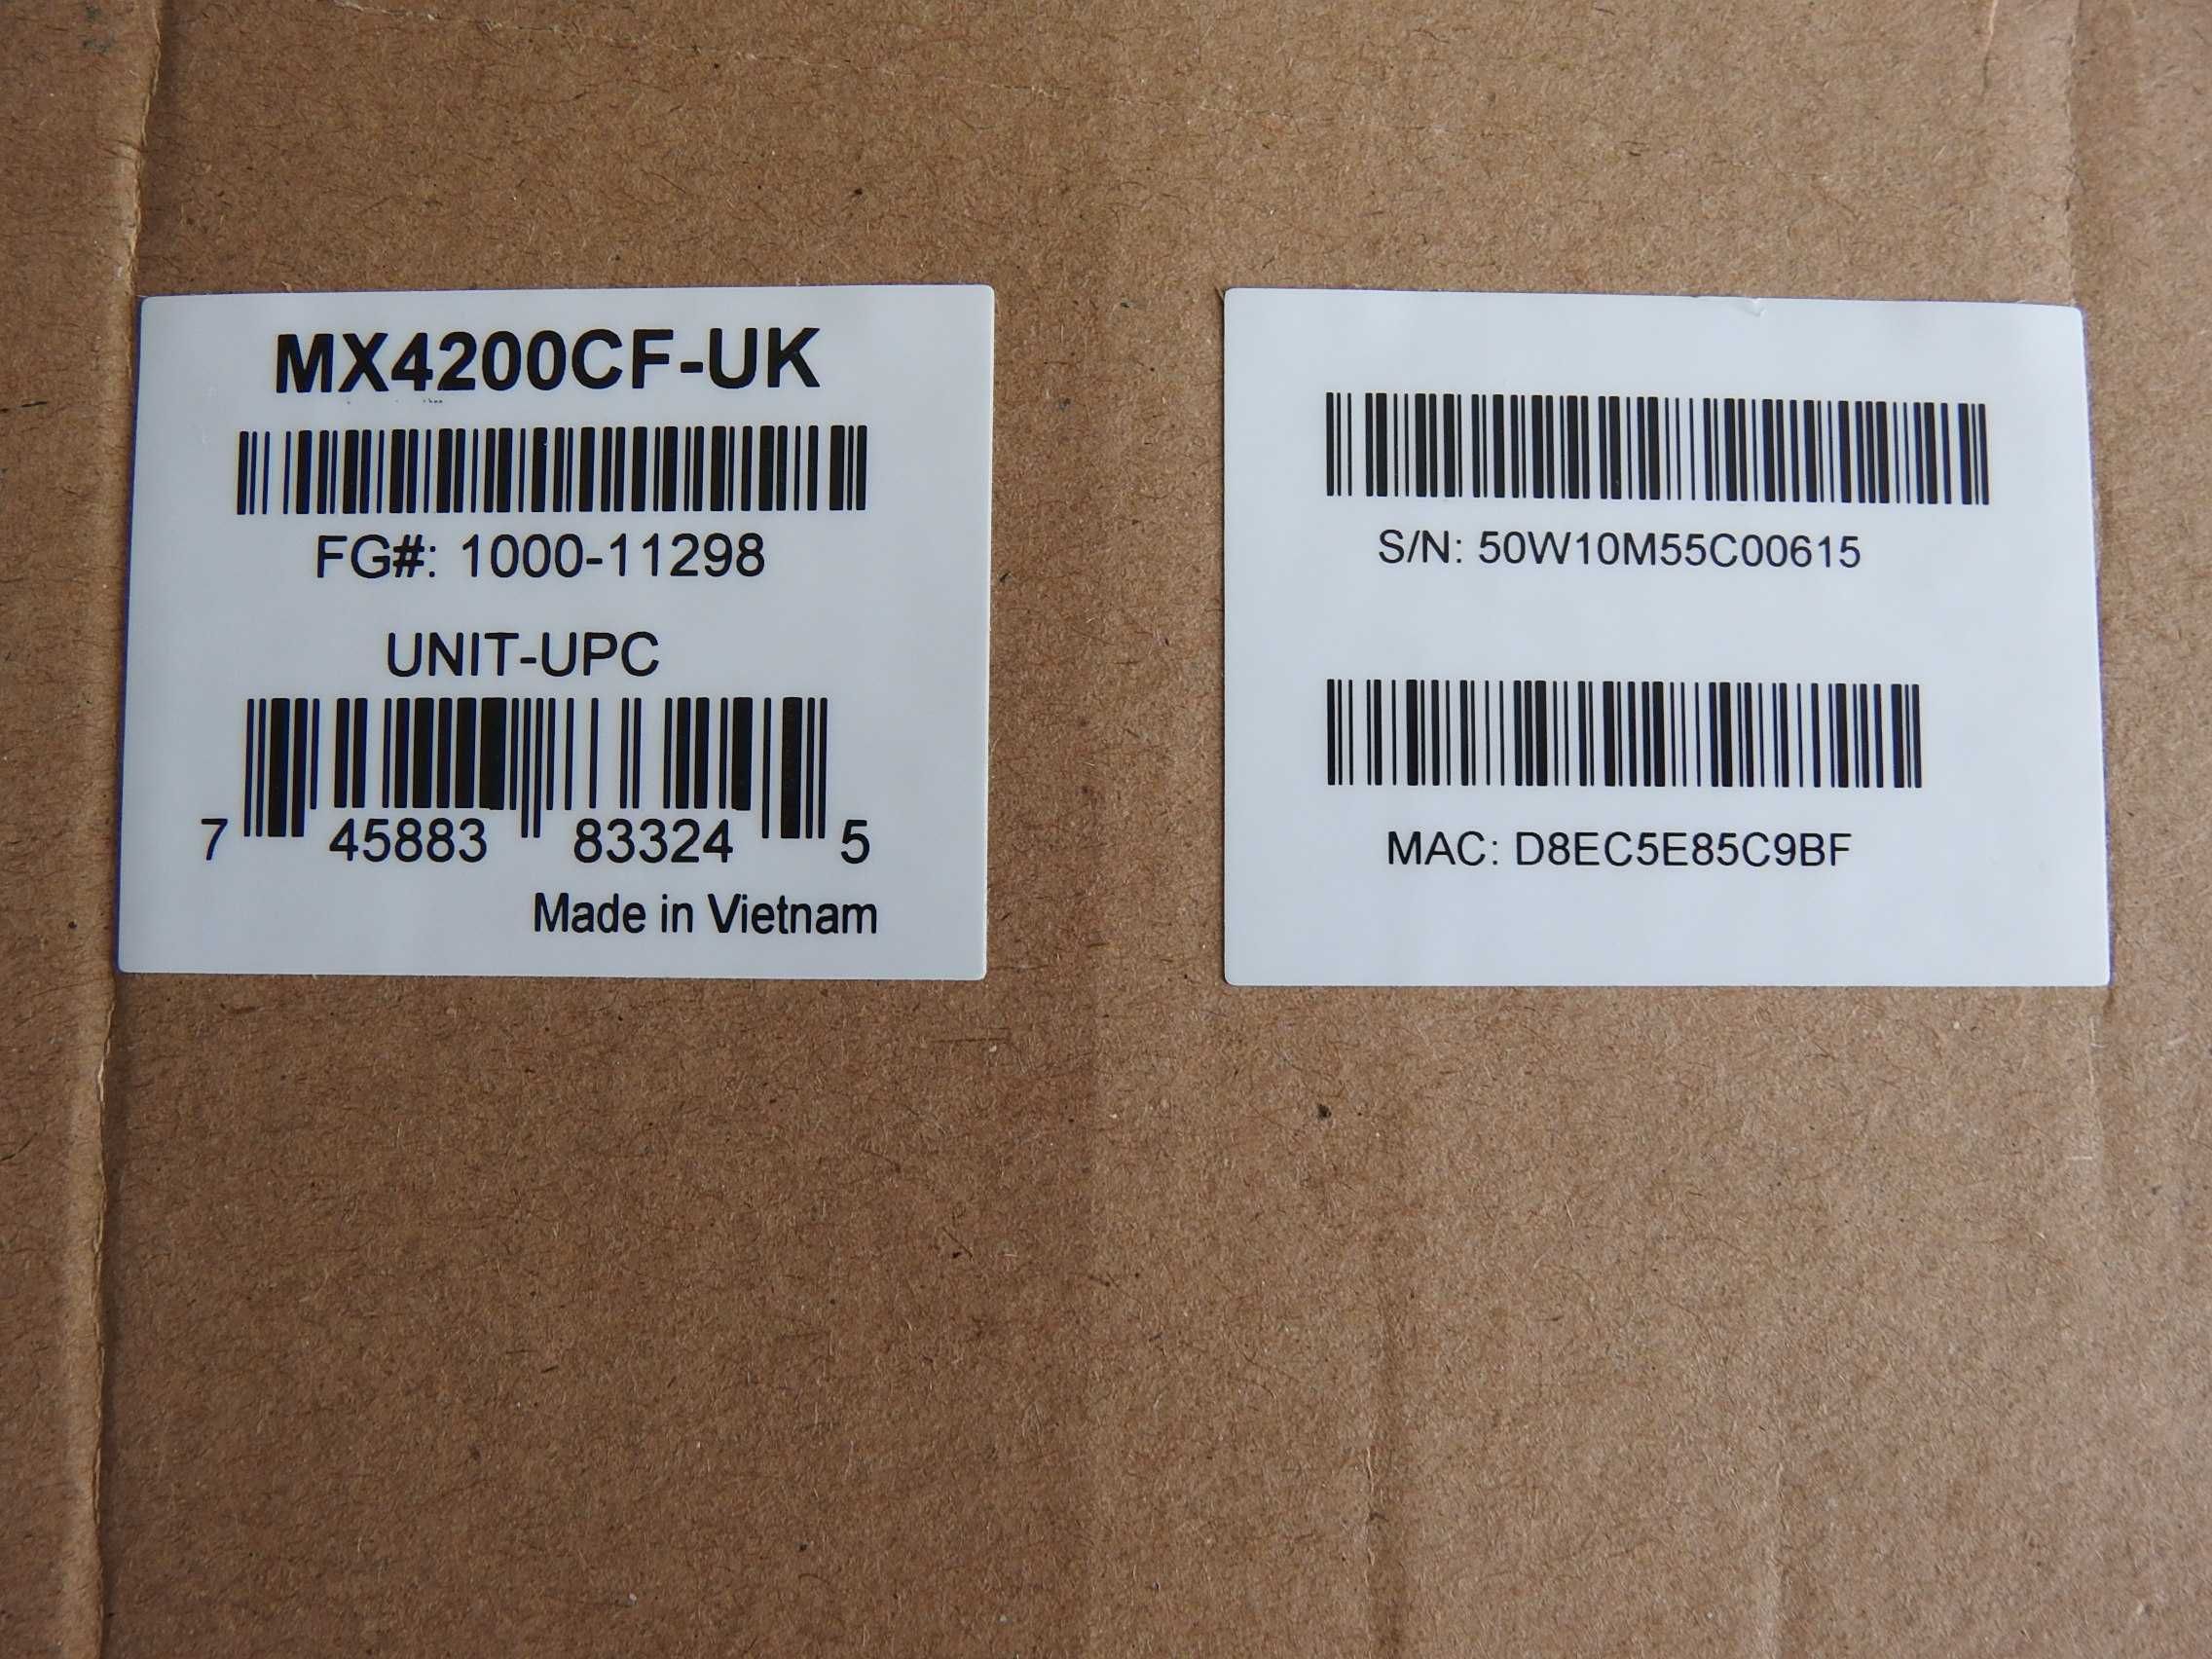 MX4200CF-UK
FG#: 1000-11298
UNIT-UPC
7 45883 83324 5
Made in Vietnam
S/N: 50W10M55C00615
MAC: D8EC5E85C9BF